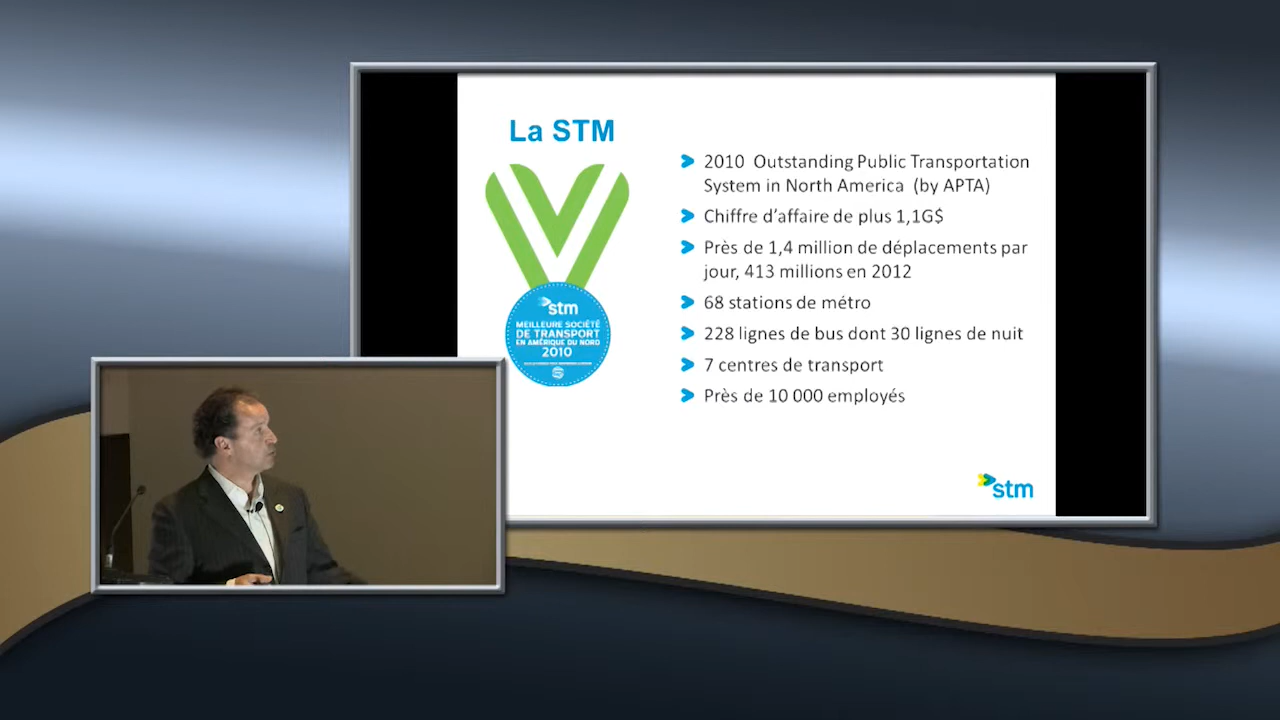 La STM
stm
MEILLEURE SOCIÉTÉ
DE TRANSPORT
EN AMÉRIQUE DU NORD
2010
2010 Outstanding Public Transportation
System in North America (by APTA)
Chiffre d'affaire de plus 1,1G$
Près de 1,4 million de déplacements par
jour, 413 millions en 2012
68 stations de métro
228 lignes de bus dont 30 lignes de nuit
7 centres de transport
Près de 10 000 employés
stm